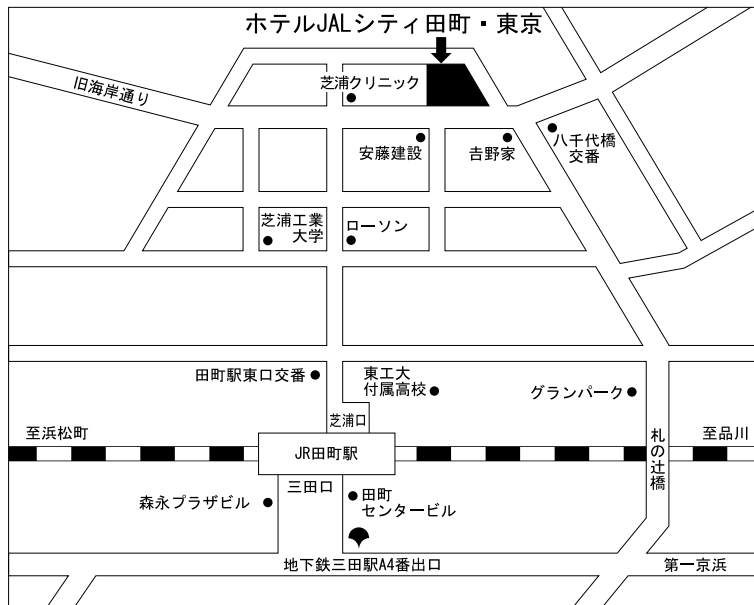 ホテルJALシティ田町・東京
旧海岸通り
芝浦クリニック
安藤建設
𠮷野家
八千代橋
交番
芝浦工業
大学
ローソン
田町駅東口交番
東工大
付属高校
グランパーク
芝浦口
至浜松町
JR田町駅
札の辻橋
至品川
三田口
森永プラザビル
田町
センタービル
地下鉄三田駅A4番出口
第一京浜